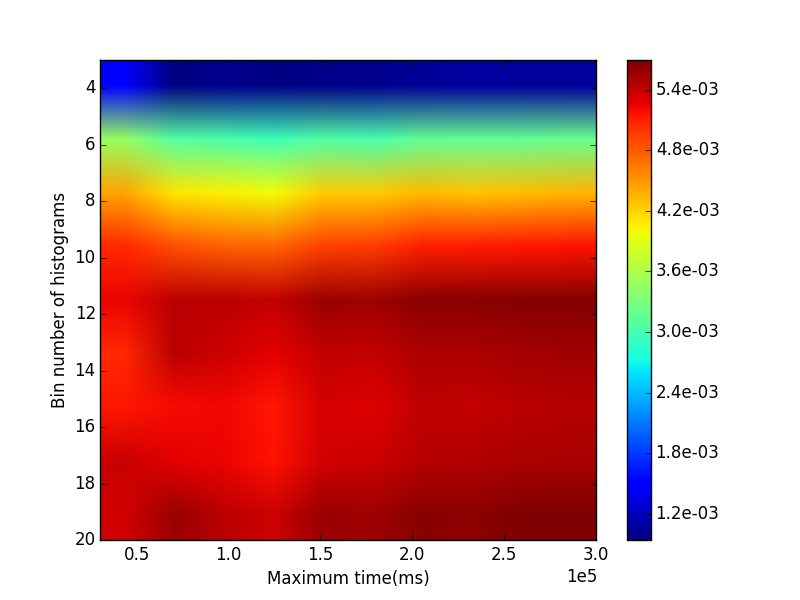 4
6
8
10
12
14
16
18
20
Bin number of histograms
0.5
1.0
1.5
2.0
2.5
3.0
1e5
Maximum time(ms)
5.4e-03
4.8e-03
4.2e-03
3.6e-03
3.0e-03
2.4e-03
1.8e-03
1.2e-03